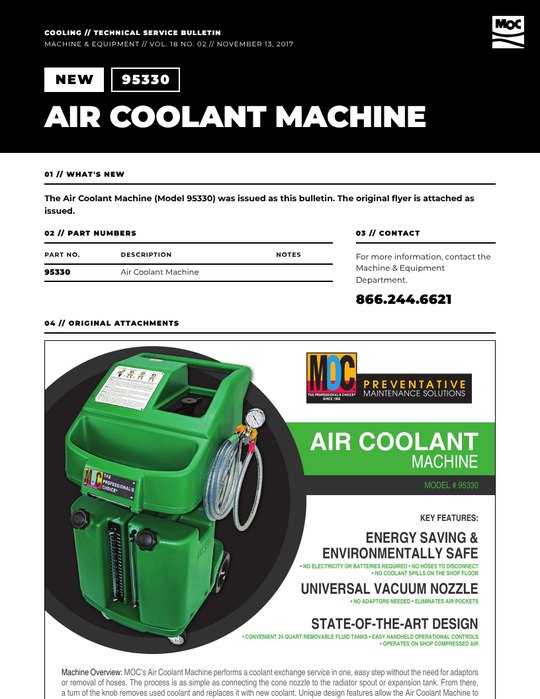 COOLING // TECHNICAL SERVICE BULLETIN
MACHINE & EQUIPMENT // VOL. 18 NO. 02 // NOVEMBER 13, 2017
MOC
NEW 95330
AIR COOLANT MACHINE
01 // WHAT'S NEW
The Air Coolant Machine (Model 95330) was issued as this bulletin. The original flyer is attached as
issued.
02 // PART NUMBERS
PART NO. DESCRIPTION NOTES
95330 Air Coolant Machine
03 // CONTACT
For more information, contact the
Machine & Equipment
Department.
866.244.6621
04 // ORIGINAL ATTACHMENTS
MOC
THE PROFESSIONAL'S CHOICE®
SINCE 1954
PREVENTATIVE
MAINTENANCE SOLUTIONS
AIR COOLANT
MACHINE
MODEL # 95330
THE
PROFESSIONAL'S
CHOICE®
KEY FEATURES:
ENERGY SAVING &
ENVIRONMENTALLY SAFE
• NO ELECTRICITY OR BATTERIES REQUIRED • NO HOSES TO DISCONNECT
• NO COOLANT SPILLS ON THE SHOP FLOOR
UNIVERSAL VACUUM NOZZLE
• NO ADAPTORS NEEDED • ELIMINATES AIR POCKETS
STATE-OF-THE-ART DESIGN
• CONVENIENT 24 QUART REMOVABLE FLUID TANKS • EASY HANDHELD OPERATIONAL CONTROLS
• OPERATES ON SHOP COMPRESSED AIR
Machine Overview: MOC's Air Coolant Machine performs a coolant exchange service in one, easy step without the need for adaptors
or removal of hoses. The process is as simple as connecting the cone nozzle to the radiator spout or expansion tank. From there,
a turn of the knob removes used coolant and replaces it with new coolant. Unique design features allow the Air Coolant Machine to